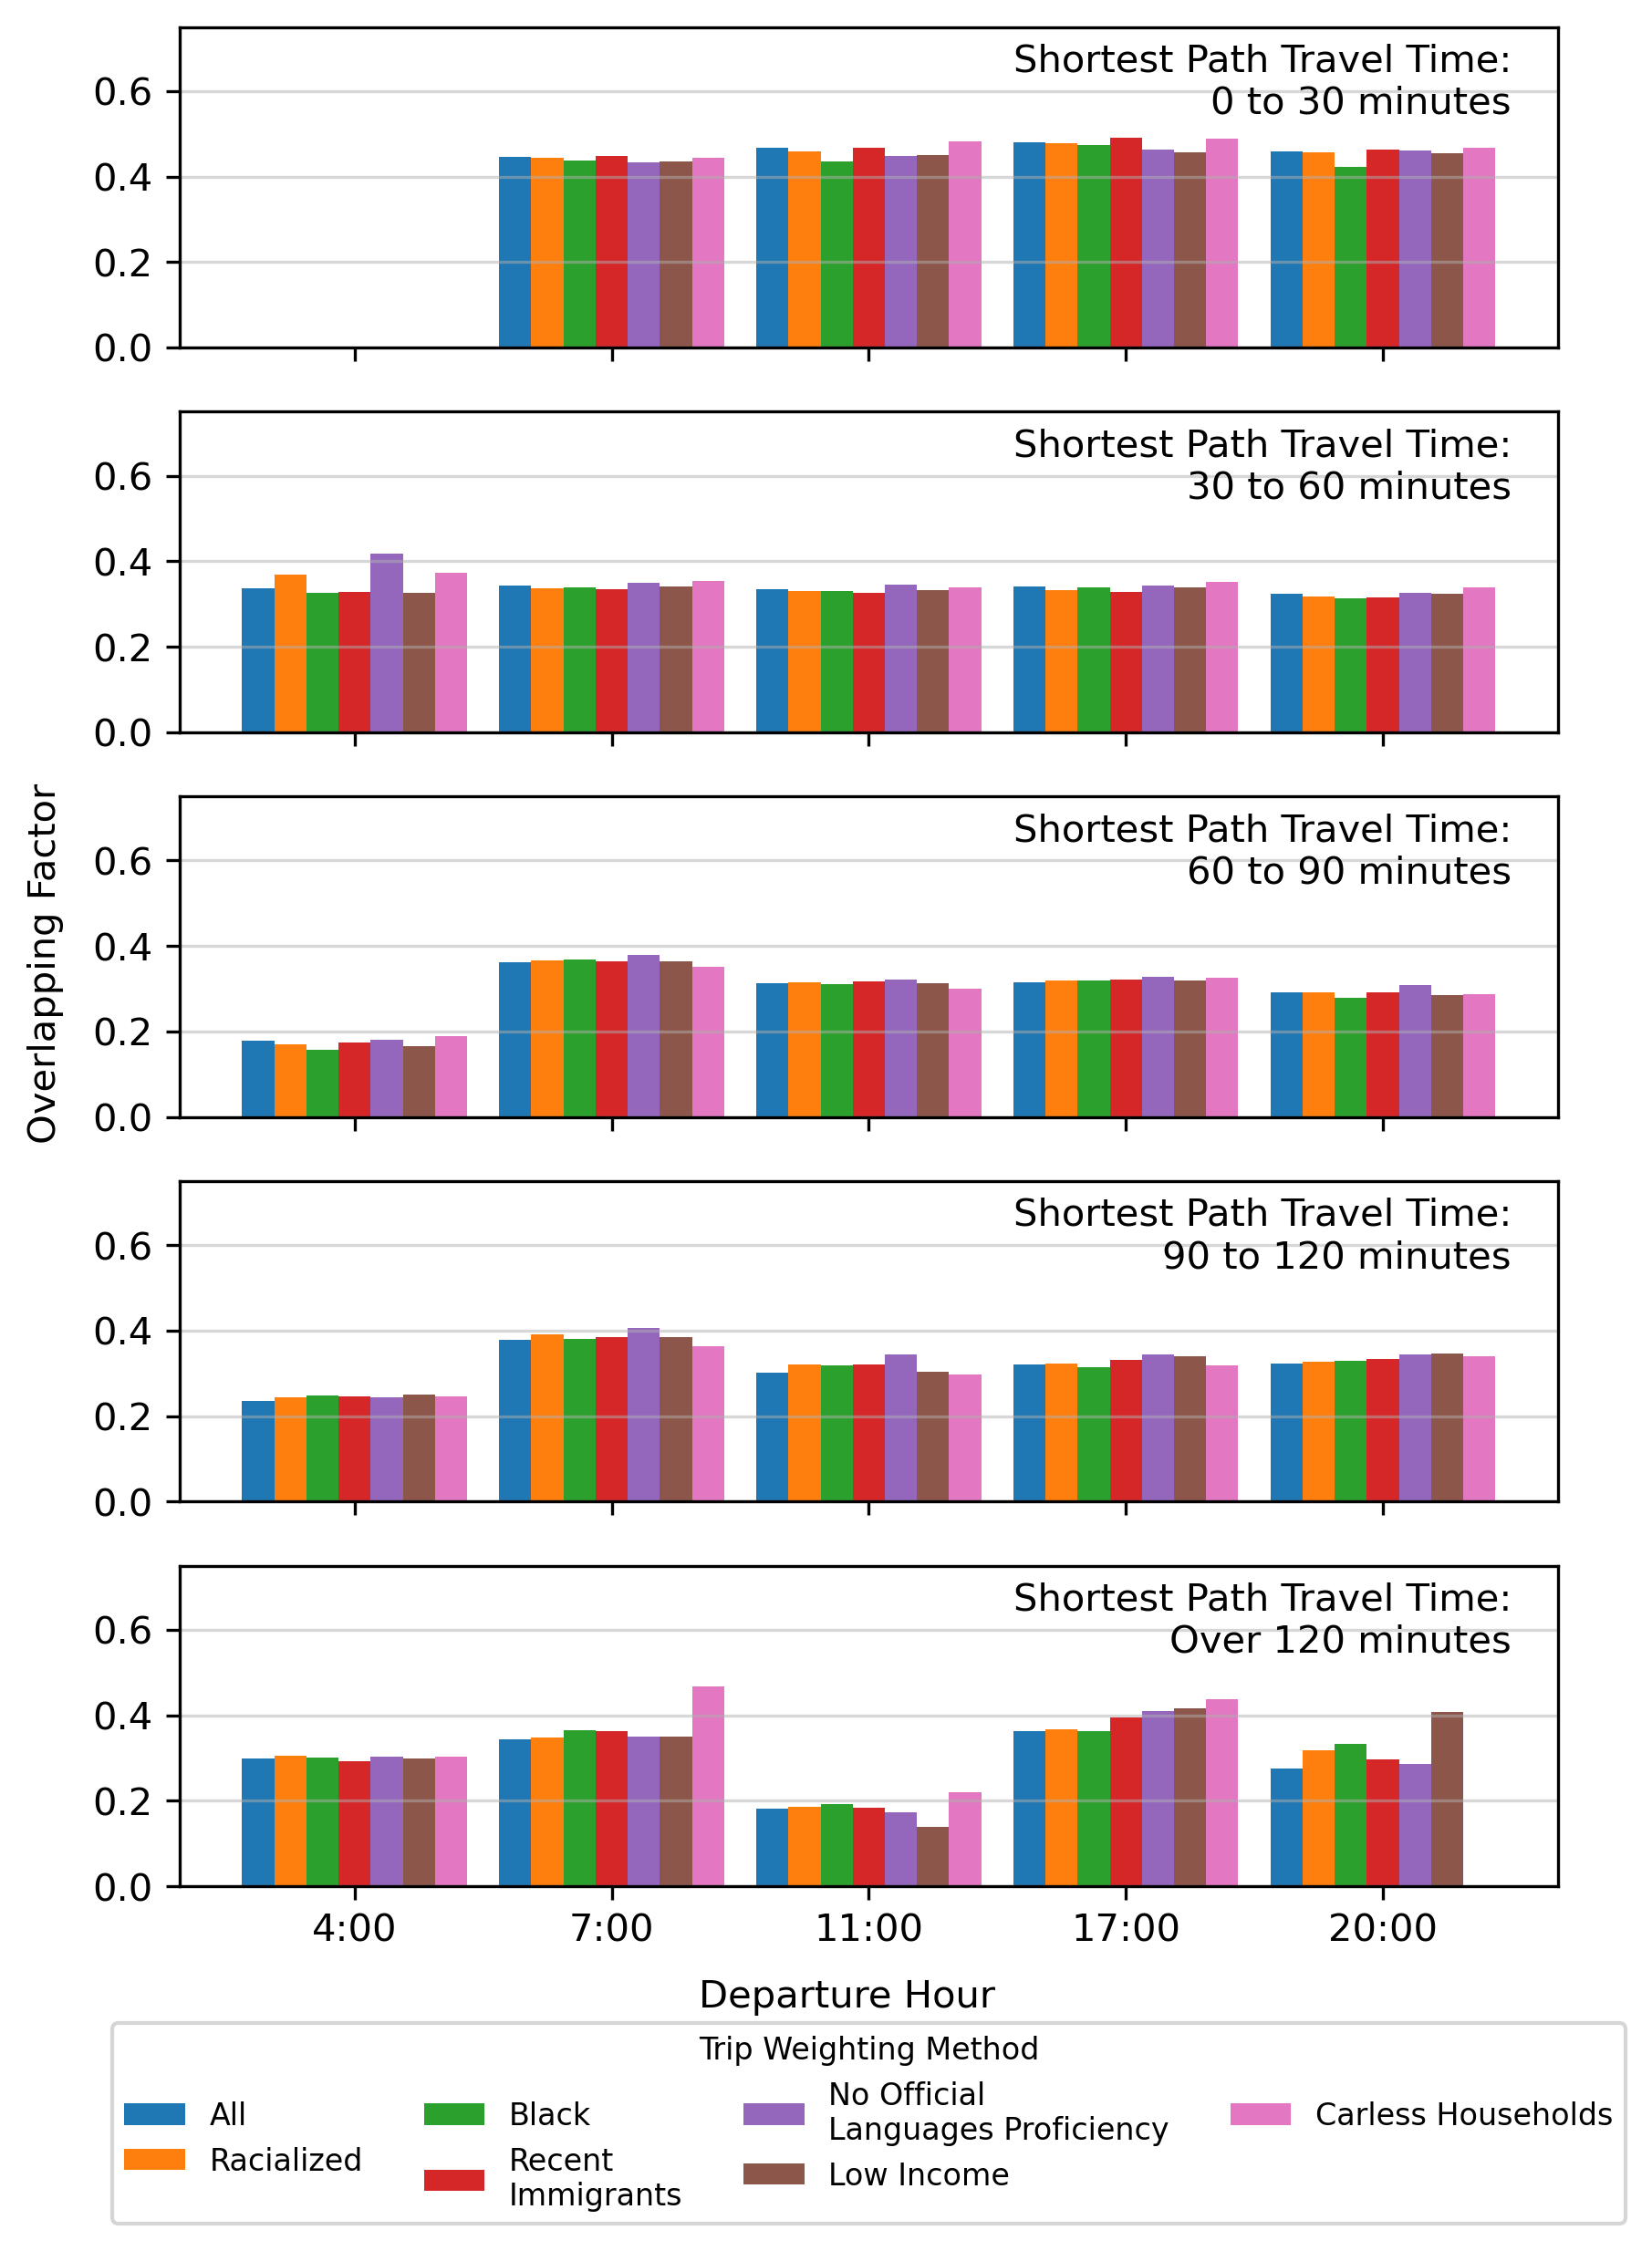 Shortest Path Travel Time:
0 to 30 minutes
0.6
0.4
0.2
0.0
Shortest Path Travel Time:
30 to 60 minutes
0.6
0.4
0.2
0.0
Overlapping Factor
Shortest Path Travel Time:
60 to 90 minutes
0.6
0.4
0.2
0.0
Shortest Path Travel Time:
90 to 120 minutes
0.6
0.4
0.2
0.0
Shortest Path Travel Time:
Over 120 minutes
0.6
0.4
0.2
0.0
4:00 7:00 11:00 17:00 20:00
Departure Hour
Trip Weighting Method
All
Racialized
Black
Recent
Immigrants
No Official
Languages Proficiency
Low Income
Carless Households